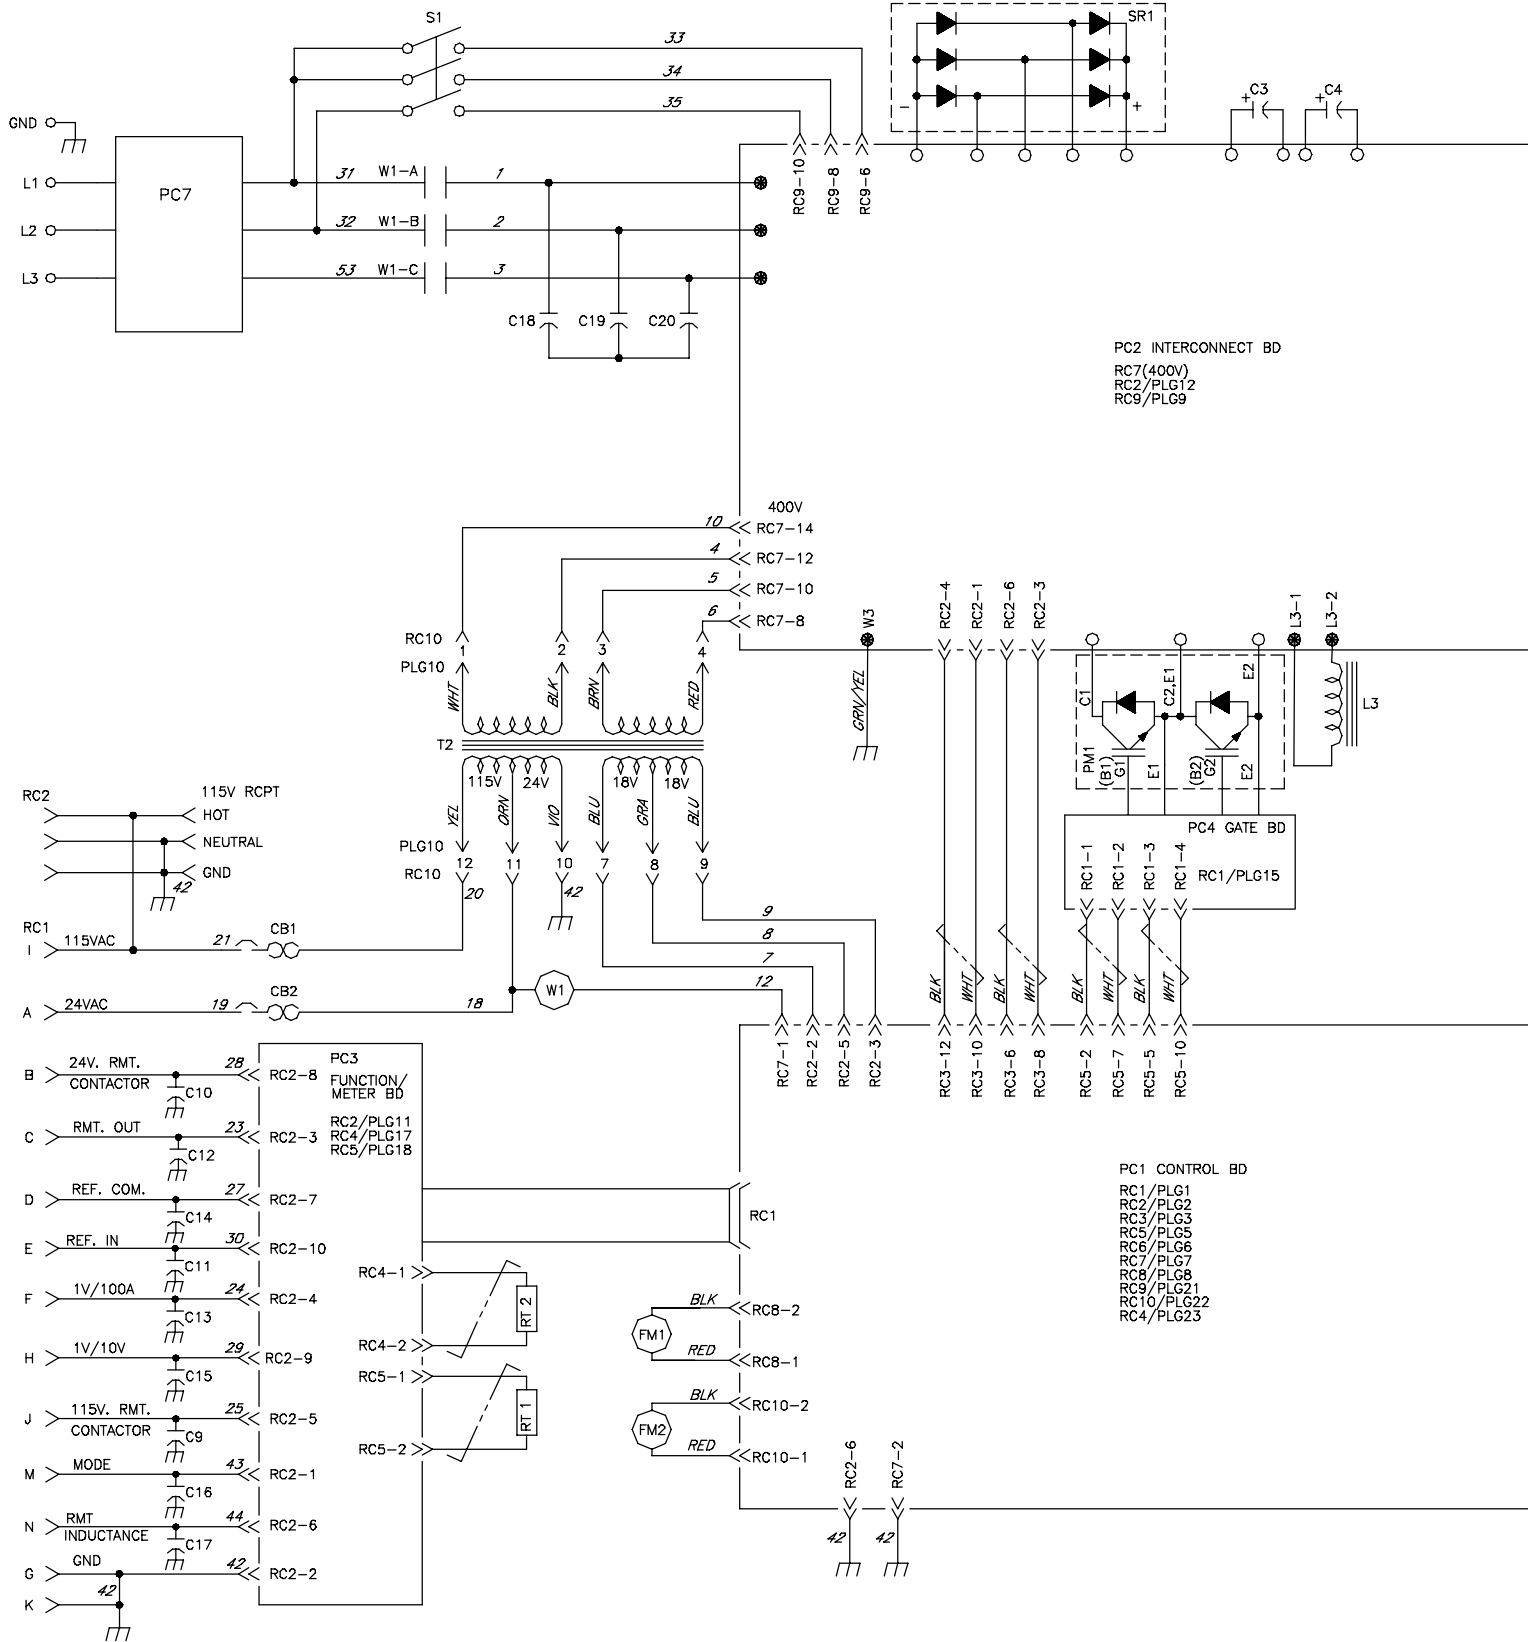 S1
33
34
35
SR1
-
+
+
C3
+
C4
GND
L1
L2
L3
PC7
31
W1-A
1
32
W1-B
2
53
W1-C
3
RC9-10
RC9-8
RC9-6
C18
C19
C20
PC2 INTERCONNECT BD
RC7(400V)
RC2/PLG12
RC9/PLG9
400V
10
RC7-14
4
RC7-12
5
RC7-10
6
RC7-8
RC10
1
2
3
4
PLG10
WHT
BLK
BRN
RED
T2
115V
24V
18V
18V
YEL
ORN
VIO
BLU
GRA
BLU
PLG10
RC10
12
11
10
7
8
9
20
42
W3
GRN/YEL
RC2-4
RC2-1
RC2-6
RC2-3
L3-1
L3-2
L3
C1
C2,E1
E2
PM1
(B1)
G1
E1
(B2)
G2
E2
PC4 GATE BD
RC1/PLG15
RC1-1
RC1-2
RC1-3
RC1-4
RC2
115V RCPT
HOT
NEUTRAL
GND
42
RC1
I
115VAC
21
CB1
A
24VAC
19
CB2
18
W1
9
8
7
12
BLK
WHT
BLK
WHT
BLK
WHT
BLK
WHT
RC7-1
RC2-2
RC2-5
RC2-3
RC3-12
RC3-10
RC3-6
RC3-8
RC5-2
RC5-7
RC5-5
RC5-10
B
24V. RMT.
CONTACTOR
28
RC2-8
C10
C
RMT. OUT
23
RC2-3
C12
D
REF. COM.
27
RC2-7
C14
E
REF. IN
30
RC2-10
C11
F
1V/100A
24
RC2-4
C13
H
1V/10V
29
RC2-9
C15
J
115V. RMT.
CONTACTOR
25
RC2-5
C9
M
MODE
43
RC2-1
C16
N
RMT
INDUCTANCE
44
RC2-6
C17
G
GND
42
RC2-2
K
42
PC3
FUNCTION/
METER BD
RC2/PLG11
RC4/PLG17
RC5/PLG18
RC4-1
RT 2
RC4-2
RC5-1
RT 1
RC5-2
RC1
BLK
RC8-2
FM1
RED
RC8-1
BLK
RC10-2
FM2
RED
RC10-1
PC1 CONTROL BD
RC1/PLG1
RC2/PLG2
RC3/PLG3
RC5/PLG5
RC6/PLG6
RC7/PLG7
RC8/PLG8
RC9/PLG21
RC10/PLG22
RC4/PLG23
RC2-6
RC7-2
42
42